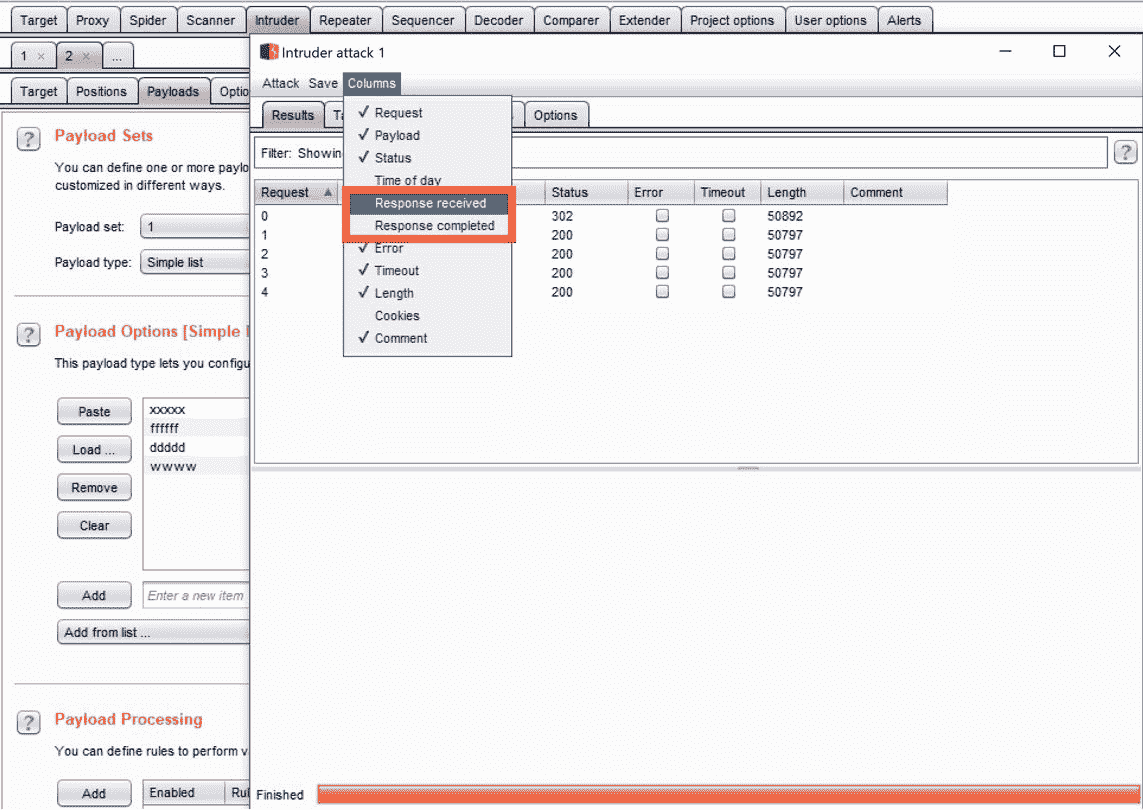 Target Proxy Spider Scanner Intruder Repeater Sequencer Decoder Comparer Extender Project options User options Alerts
1 × 2 × ...
Target Positions Payloads Optio
Payload Sets
You can define one or more paylo
customized in different ways.
Payload set: 1
Payload type: Simple list
Payload Options [Simple l
This payload type lets you configu
Paste
Load ...
Remove
Clear
xxxxx
ffffff
ddddd
wwww
Add Enter a new item
Add from list ...
Payload Processing
You can define rules to perform v
Add Enabled Rul
Intruder attack 1
Attack Save Columns
Results Ta Options
Filter: Showin
Request
Payload
Status
Time of day
Response received
Response completed
Error
Timeout
Length
Cookies
Comment
Request Status Error Timeout Length Comment
0 302 50892
1 200 50797
2 200 50797
3 200 50797
4 200 50797
Finished